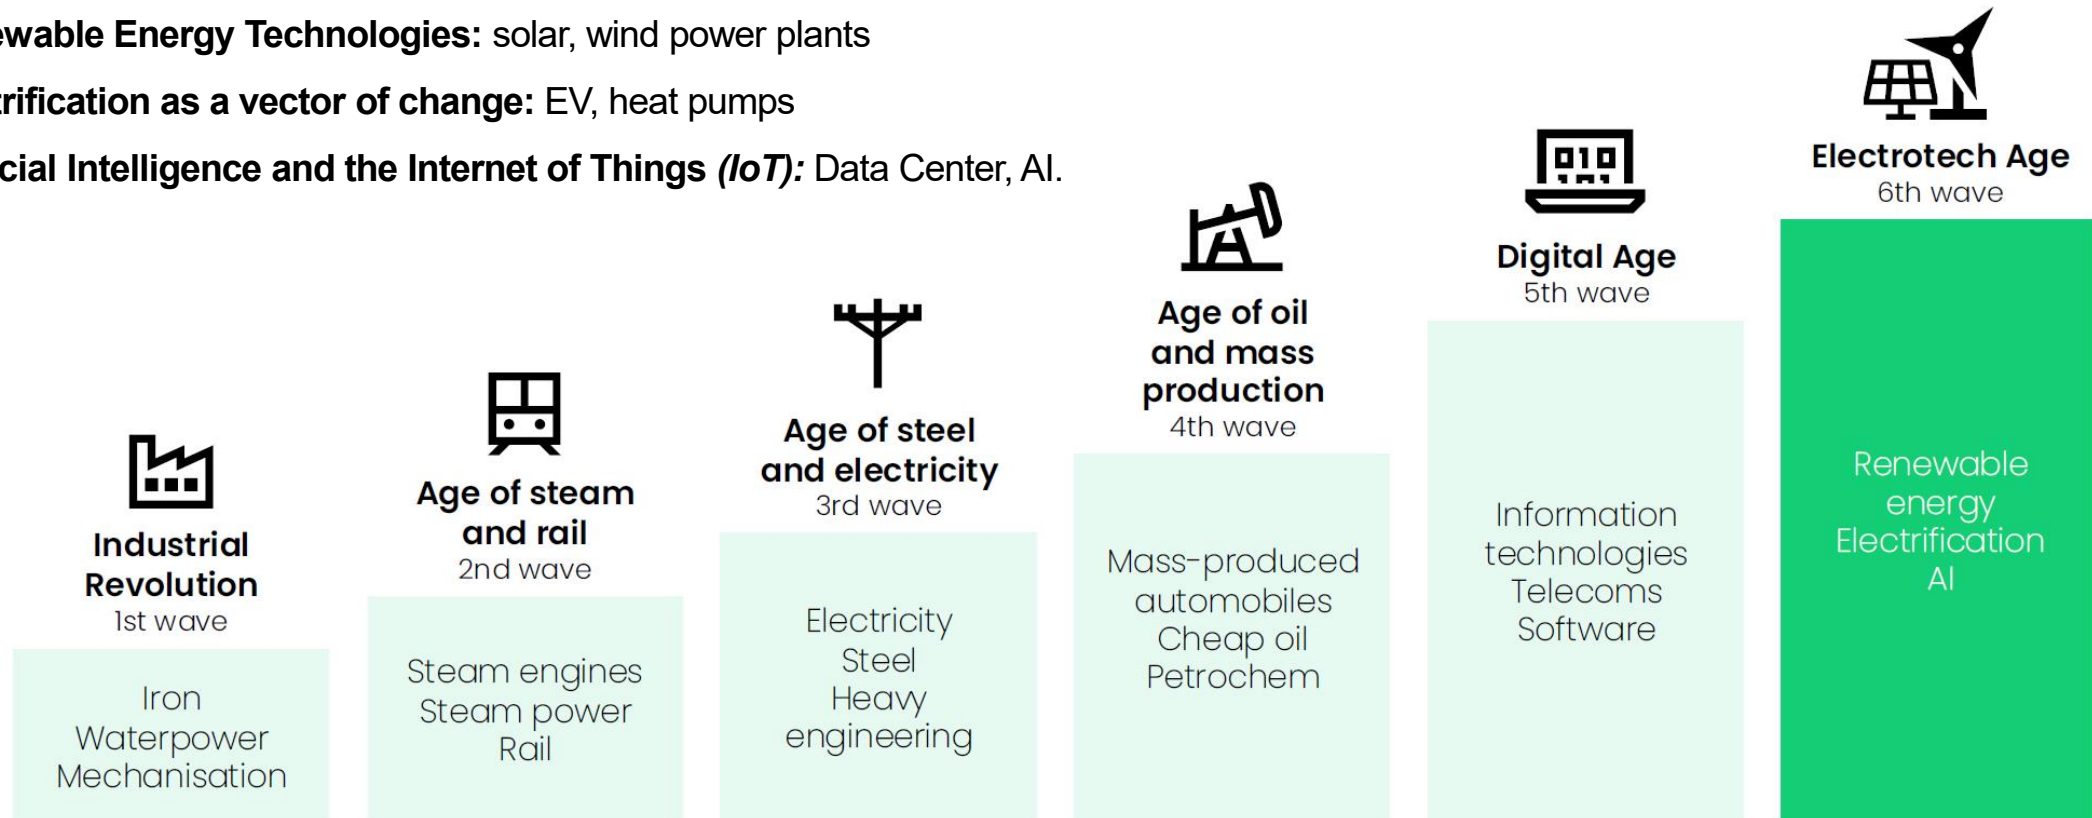 ewable Energy Technologies: solar, wind power plants
trification as a vector of change: EV, heat pumps
cial Intelligence and the Internet of Things (IoT): Data Center, AI.
Industrial
Revolution
1st wave
Iron
Waterpower
Mechanisation
Age of steam
and rail
2nd wave
Steam engines
Steam power
Rail
Age of steel
and electricity
3rd wave
Electricity
Steel
Heavy
engineering
Age of oil
and mass
production
4th wave
Mass-produced
automobiles
Cheap oil
Petrochem
010
Digital Age
5th wave
Information
technologies
Telecoms
Software
Electrotech Age
6th wave
Renewable
energy
Electrification
AI